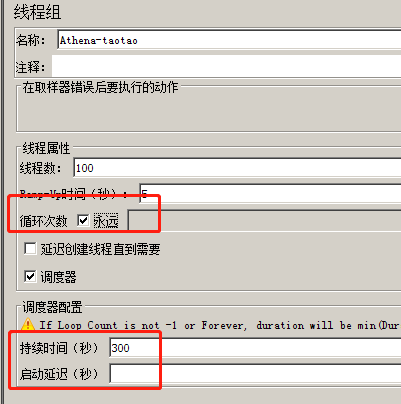 线程组
名称： Athena-taotao
注释：
在取样器错误后要执行的动作
线程属性
线程数： 100
Ramp-Up时间（秒）： 5
循环次数 永远
延迟创建线程直到需要
调度器
调度器配置
If Loop Count is not -1 or Forever, duration will be min(Dur
持续时间（秒） 300
启动延迟（秒）